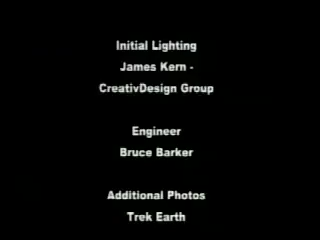 Initial Lighting
James Kern -
CreativDesign Group
Engineer
Bruce Barker
Additional Photos
Trek Earth